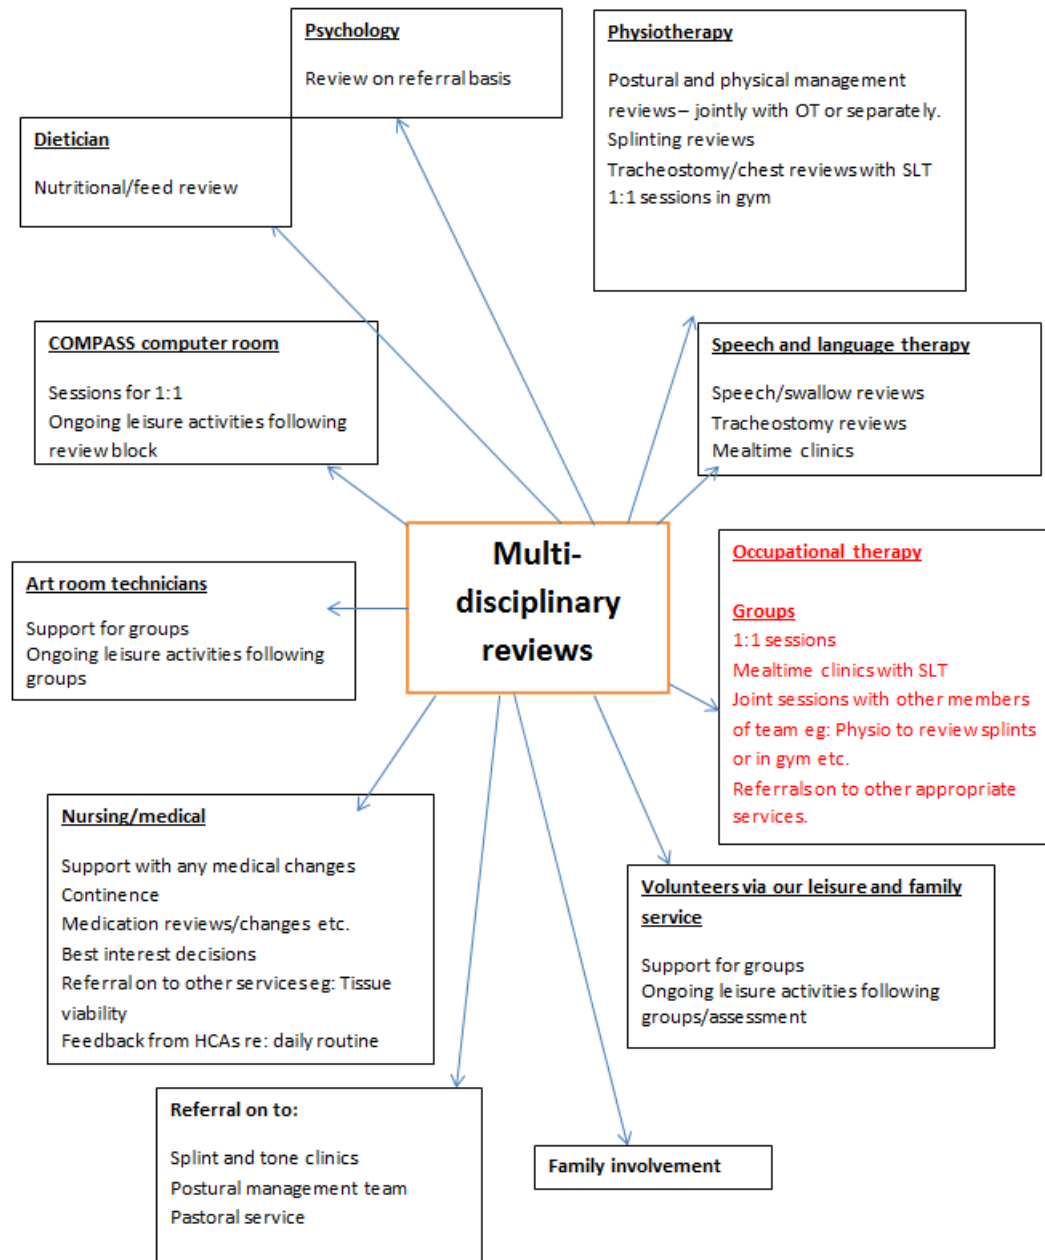 Psychology
Review on referral basis
Physiotherapy
Postural and physical management
reviews – jointly with OT or separately.
Splinting reviews
Tracheostomy/chest reviews with SLT
1:1 sessions in gym
Dietician
Nutritional/feed review
COMPASS computer room
Sessions for 1:1
Ongoing leisure activities following
review block
Speech and language therapy
Speech/swallow reviews
Tracheostomy reviews
Mealtime clinics
Multi-
disciplinary
reviews
Art room technicians
Support for groups
Ongoing leisure activities following
groups
Occupational therapy
Groups
1:1 sessions
Mealtime clinics with SLT
Joint sessions with other members
of team eg: Physio to review splints
or in gym etc.
Referrals on to other appropriate
services.
Nursing/medical
Support with any medical changes
Continence
Medication reviews/changes etc.
Best interest decisions
Referral on to other services eg: Tissue
viability
Feedback from HCAs re: daily routine
Volunteers via our leisure and family
service
Support for groups
Ongoing leisure activities following
groups/assessment
Referral on to:
Splint and tone clinics
Postural management team
Pastoral service
Family involvement